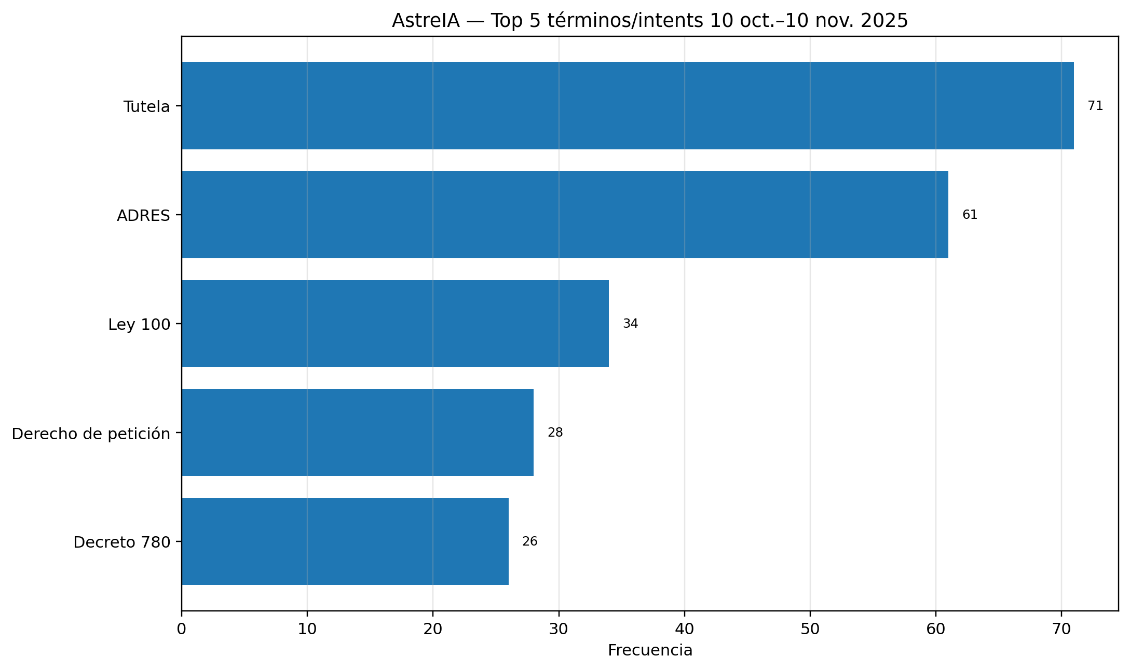 AstreIA — Top 5 términos/intents 10 oct.–10 nov. 2025
Tutela
71
ADRES
61
Ley 100
34
Derecho de petición
28
Decreto 780
26
0 10 20 30 40 50 60 70
Frecuencia